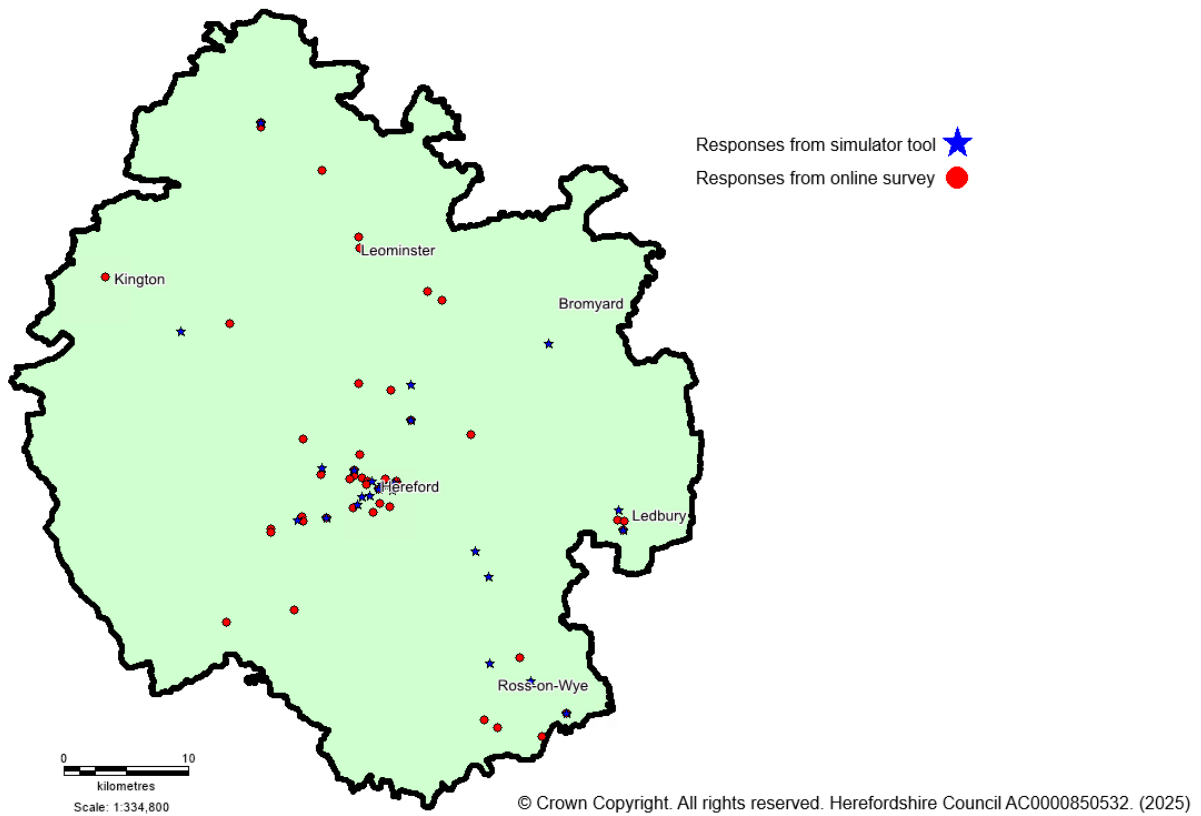 Responses from simulator tool
Responses from online survey
Leominster
Kington
Bromyard
Hereford
Ledbury
Ross-on-Wye
0 10
kilometres
Scale: 1:334,800
© Crown Copyright. All rights reserved. Herefordshire Council AC0000850532. (2025)